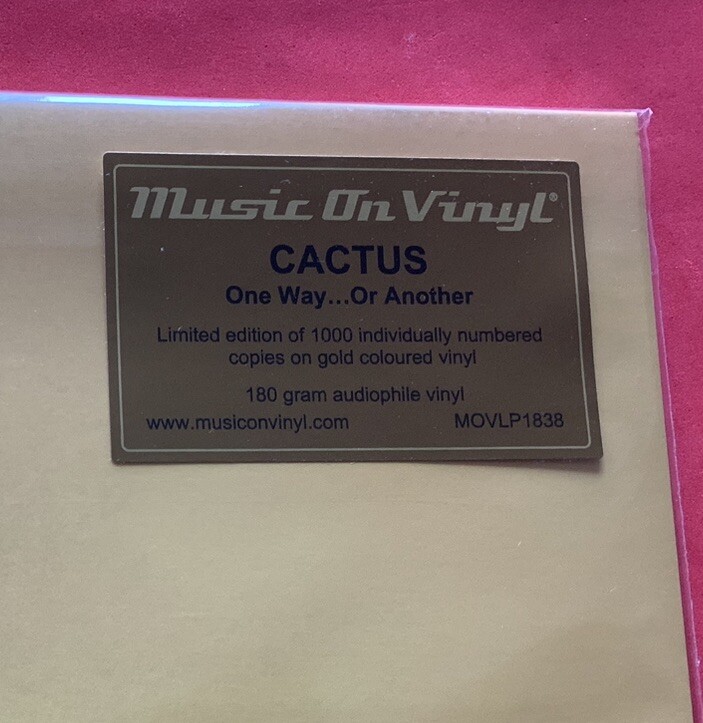 Music On Vinyl®
CACTUS
One Way...Or Another
Limited edition of 1000 individually numbered
copies on gold coloured vinyl
180 gram audiophile vinyl
www.musiconvinyl.com MOVLP1838